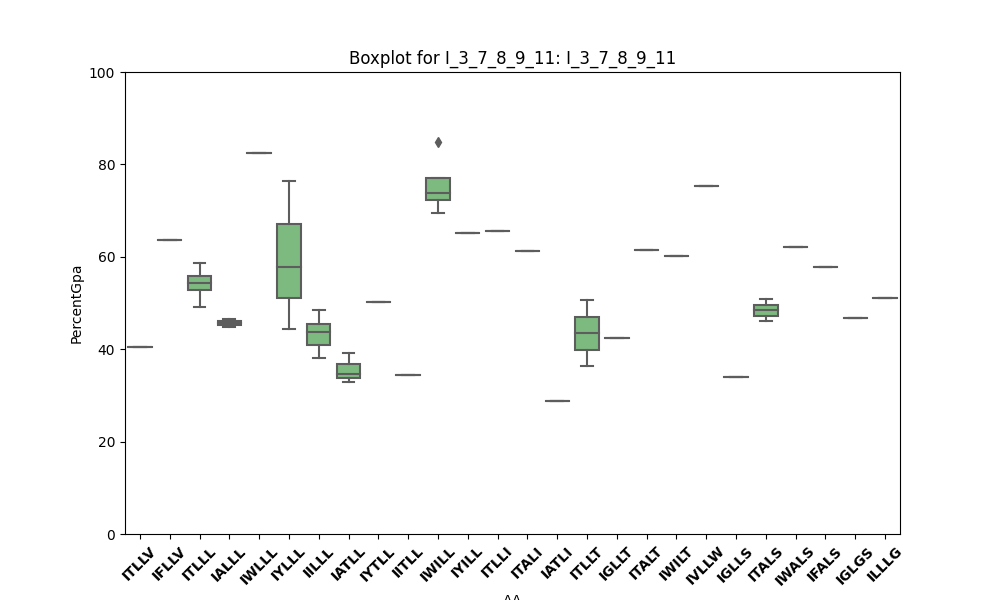 Boxplot for I_3_7_8_9_11: I_3_7_8_9_11
PercentGpa
100
80
60
40
20
0
ITLLV
IFLLV
ITLLL
IALLL
IWLLL
IYLLL
IILLL
IATLL
IYTLL
IITLL
IWILL
IYILL
ITLLI
ITALI
IATLI
ITLLT
IGLLT
ITALT
IWILT
IVLLW
IGLLS
ITALS
IWALS
IFALS
IGLGS
ILLLG
AA